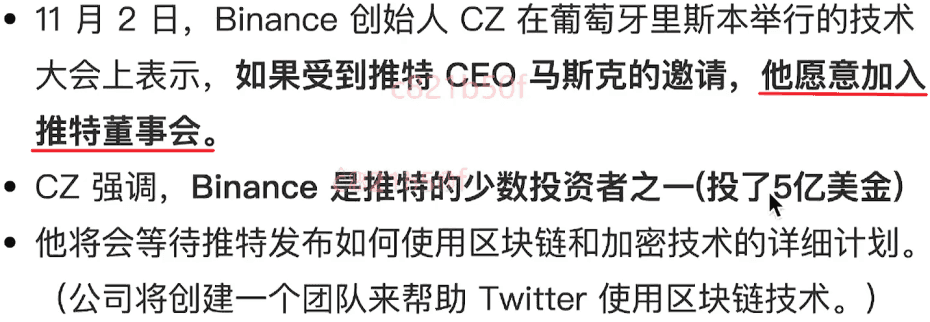 • 11 月 2 日，Binance 创始人 CZ 在葡萄牙里斯本举行的技术
大会上表示，如果受到推特 CEO 马斯克的邀请，他愿意加入
推特董事会。
c821b50f
• CZ 强调，Binance 是推特的少数投资者之一(投了5亿美金)
• 他将会等待推特发布如何使用区块链和加密技术的详细计划。
（公司将创建一个团队来帮助 Twitter 使用区块链技术。）